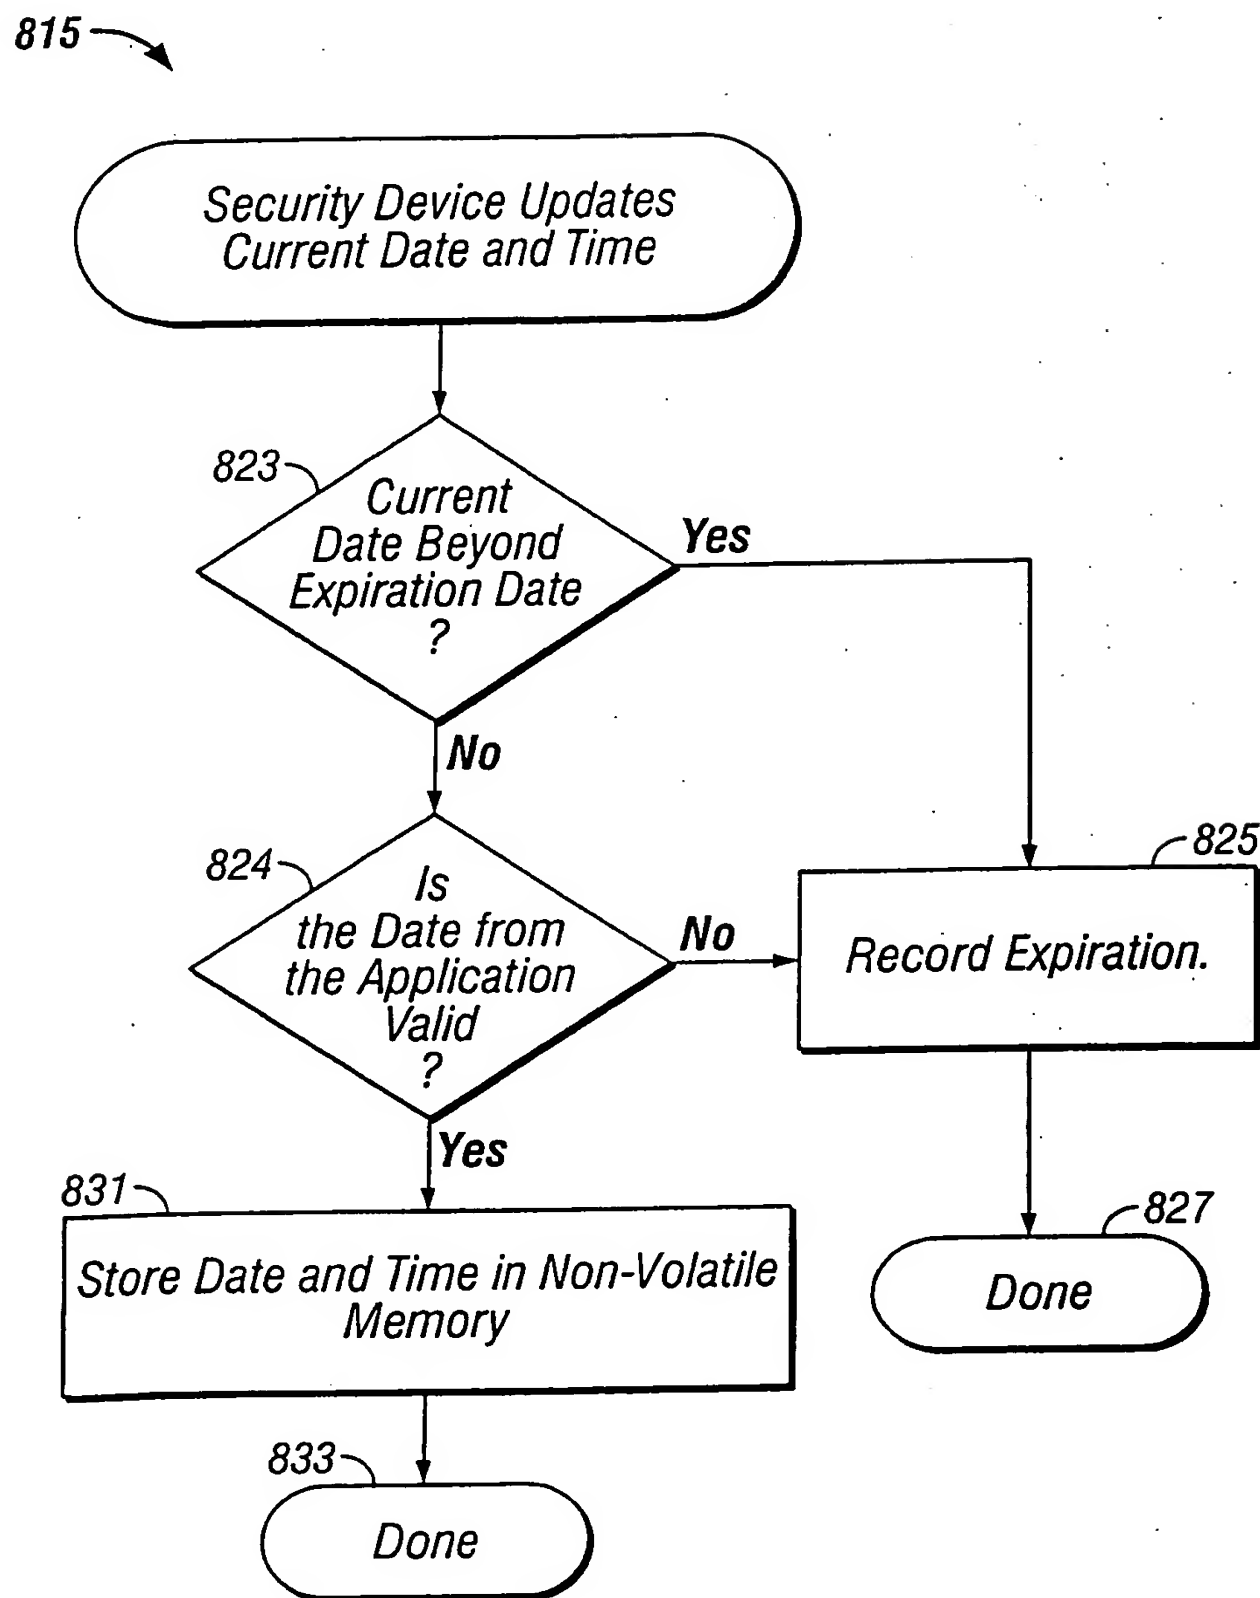 815
Security Device Updates
Current Date and Time
823
Current
Date Beyond
Expiration Date
?
Yes
No
824
Is
the Date from
the Application
Valid
?
No
825
Record Expiration.
Yes
831
Store Date and Time in Non-Volatile
Memory
827
Done
833
Done